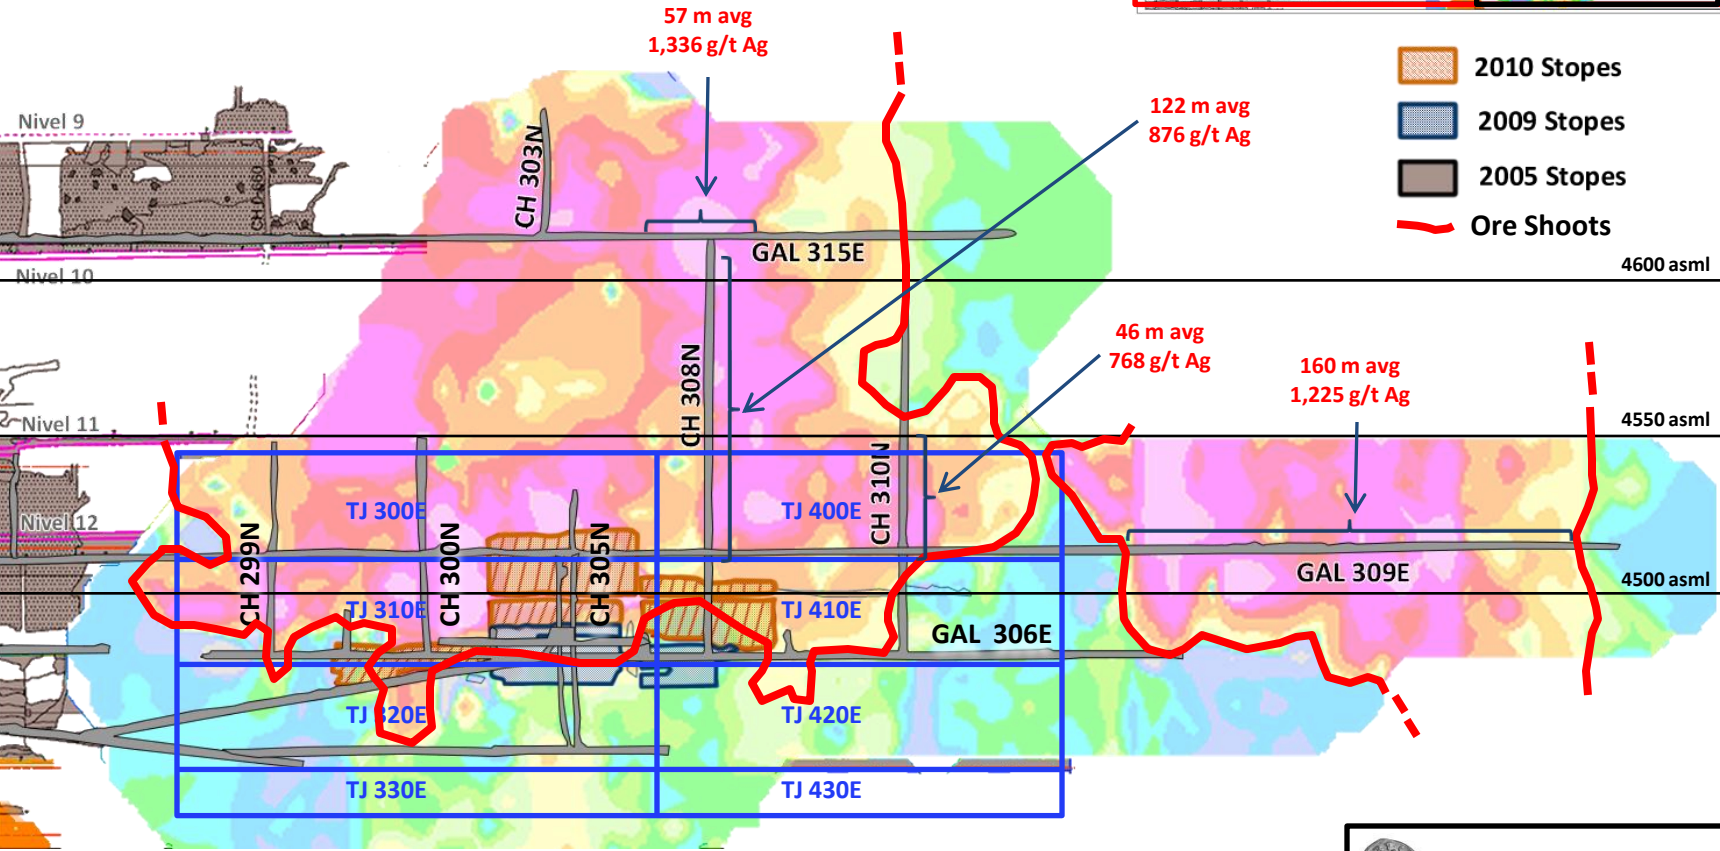 57 m avg
1,336 g/t Ag
2010 Stopes
122 m avg
876 g/t Ag
2009 Stopes
Nivel 9
CH 303N
2005 Stopes
Ore Shoots
GAL 315E
4600 asml
Nivel 10
46 m avg
768 g/t Ag
160 m avg
1,225 g/t Ag
CH 308N
Nivel 11
4550 asml
CH 310N
TJ 300E
TJ 400E
Nivel 12
CH 299N
CH 300N
CH 305N
GAL 309E
4500 asml
TJ 310E
TJ 410E
GAL 306E
TJ 320E
TJ 420E
TJ 330E
TJ 430E